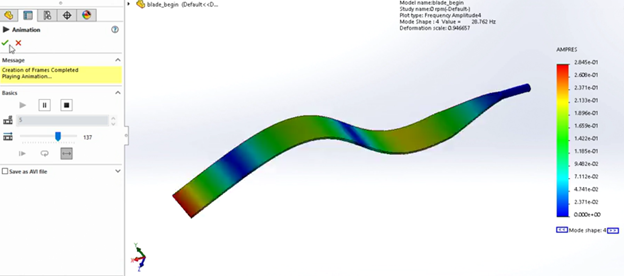 blade_begin (Default<<D...
Model name:blade_begin
Study name:0 rpm(-Default-)
Plot type: Frequency Amplitude4
Mode Shape : 4 Value = 28.762 Hz
Deformation scale: 0.946657
Animation
Message
Creation of Frames Completed
Playing Animation...
Basics
5
137
Save as AVI file
AMPRES
2.845e-01
2.608e-01
2.371e-01
2.133e-01
1.896e-01
1.659e-01
1.422e-01
1.185e-01
9.482e-02
7.112e-02
4.741e-02
2.371e-02
0.000e+00
Mode shape: 4